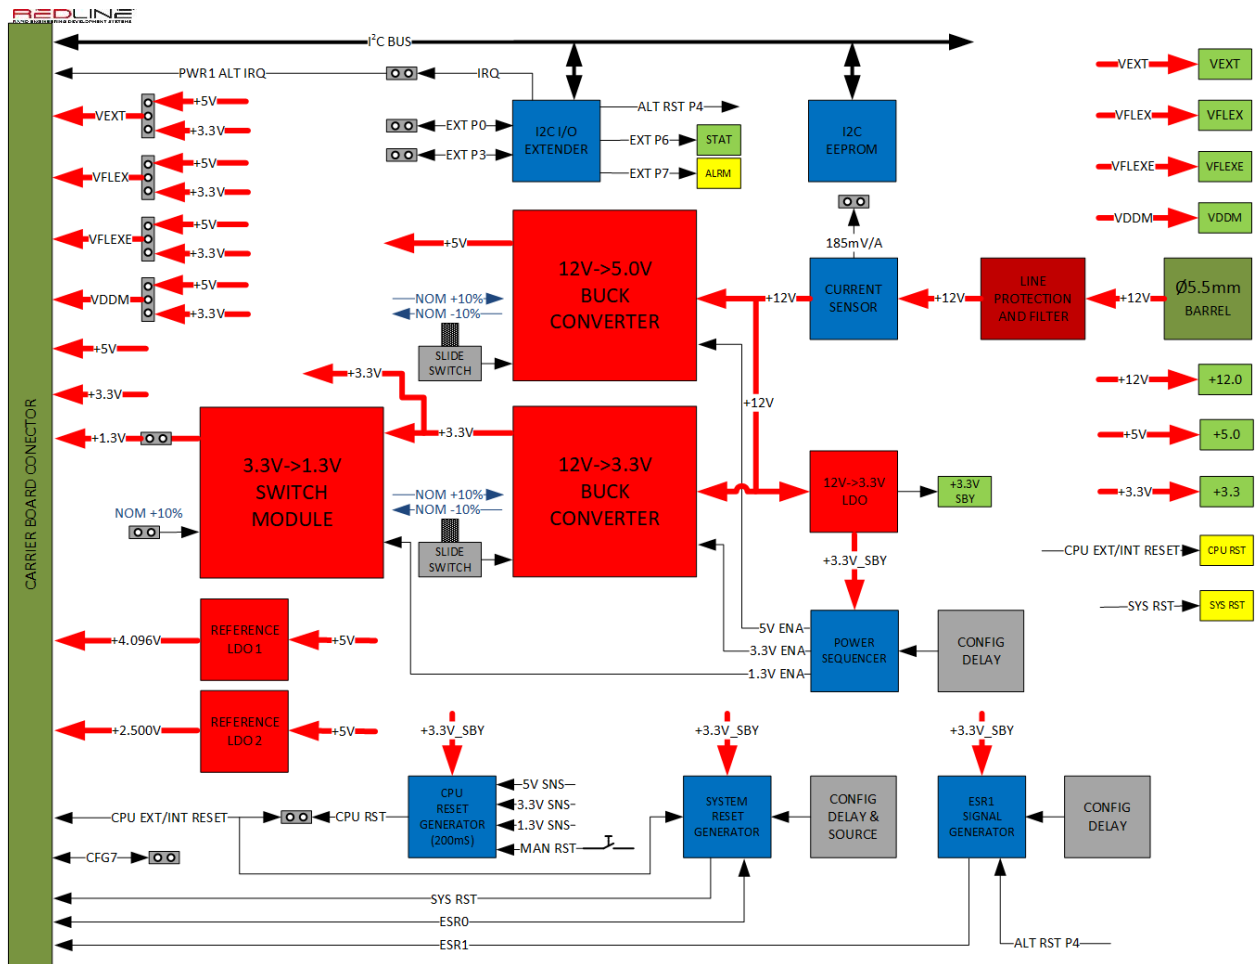 REDLINE
RAPID ENGINEERING DEVELOPMENT SYSTEMS
CARRIER BOARD CONECTOR
I²C BUS
PWR1 ALT IRQ
IRQ
VEXT
+5V
+3.3V
VFLEX
+5V
+3.3V
VFLEXE
+5V
+3.3V
VDDM
+5V
+3.3V
+5V
+3.3V
+1.3V
EXT P0
EXT P3
I2C I/O
EXTENDER
ALT RST P4
EXT P6
STAT
EXT P7
ALRM
I2C
EEPROM
VEXT
VEXT
VFLEX
VFLEX
VFLEXE
VFLEXE
VDDM
VDDM
185mV/A
+5V
12V->5.0V
BUCK
CONVERTER
NOM +10%
NOM -10%
SLIDE
SWITCH
+12V
CURRENT
SENSOR
+12V
LINE
PROTECTION
AND FILTER
+12V
Ø5.5mm
BARREL
+12V
+12.0
+5V
+5.0
+3.3V
+3.3
+3.3V
+3.3V
+12V
3.3V->1.3V
SWITCH
MODULE
NOM +10%
12V->3.3V
BUCK
CONVERTER
NOM +10%
NOM -10%
SLIDE
SWITCH
12V->3.3V
LDO
+3.3V
SBY
+3.3V_SBY
CPU EXT/INT RESET
CPU RST
SYS RST
SYS RST
5V ENA
3.3V ENA
1.3V ENA
POWER
SEQUENCER
CONFIG
DELAY
+4.096V
REFERENCE
LDO1
+5V
+2.500V
REFERENCE
LDO2
+5V
+3.3V_SBY
+3.3V_SBY
+3.3V_SBY
CPU EXT/INT RESET
CPU RST
CPU
RESET
GENERATOR
(200mS)
5V SNS
3.3V SNS
1.3V SNS
MAN RST
SYSTEM
RESET
GENERATOR
CONFIG
DELAY &
SOURCE
ESR1
SIGNAL
GENERATOR
CONFIG
DELAY
CFG7
SYS RST
ESR0
ESR1
ALT RST P4